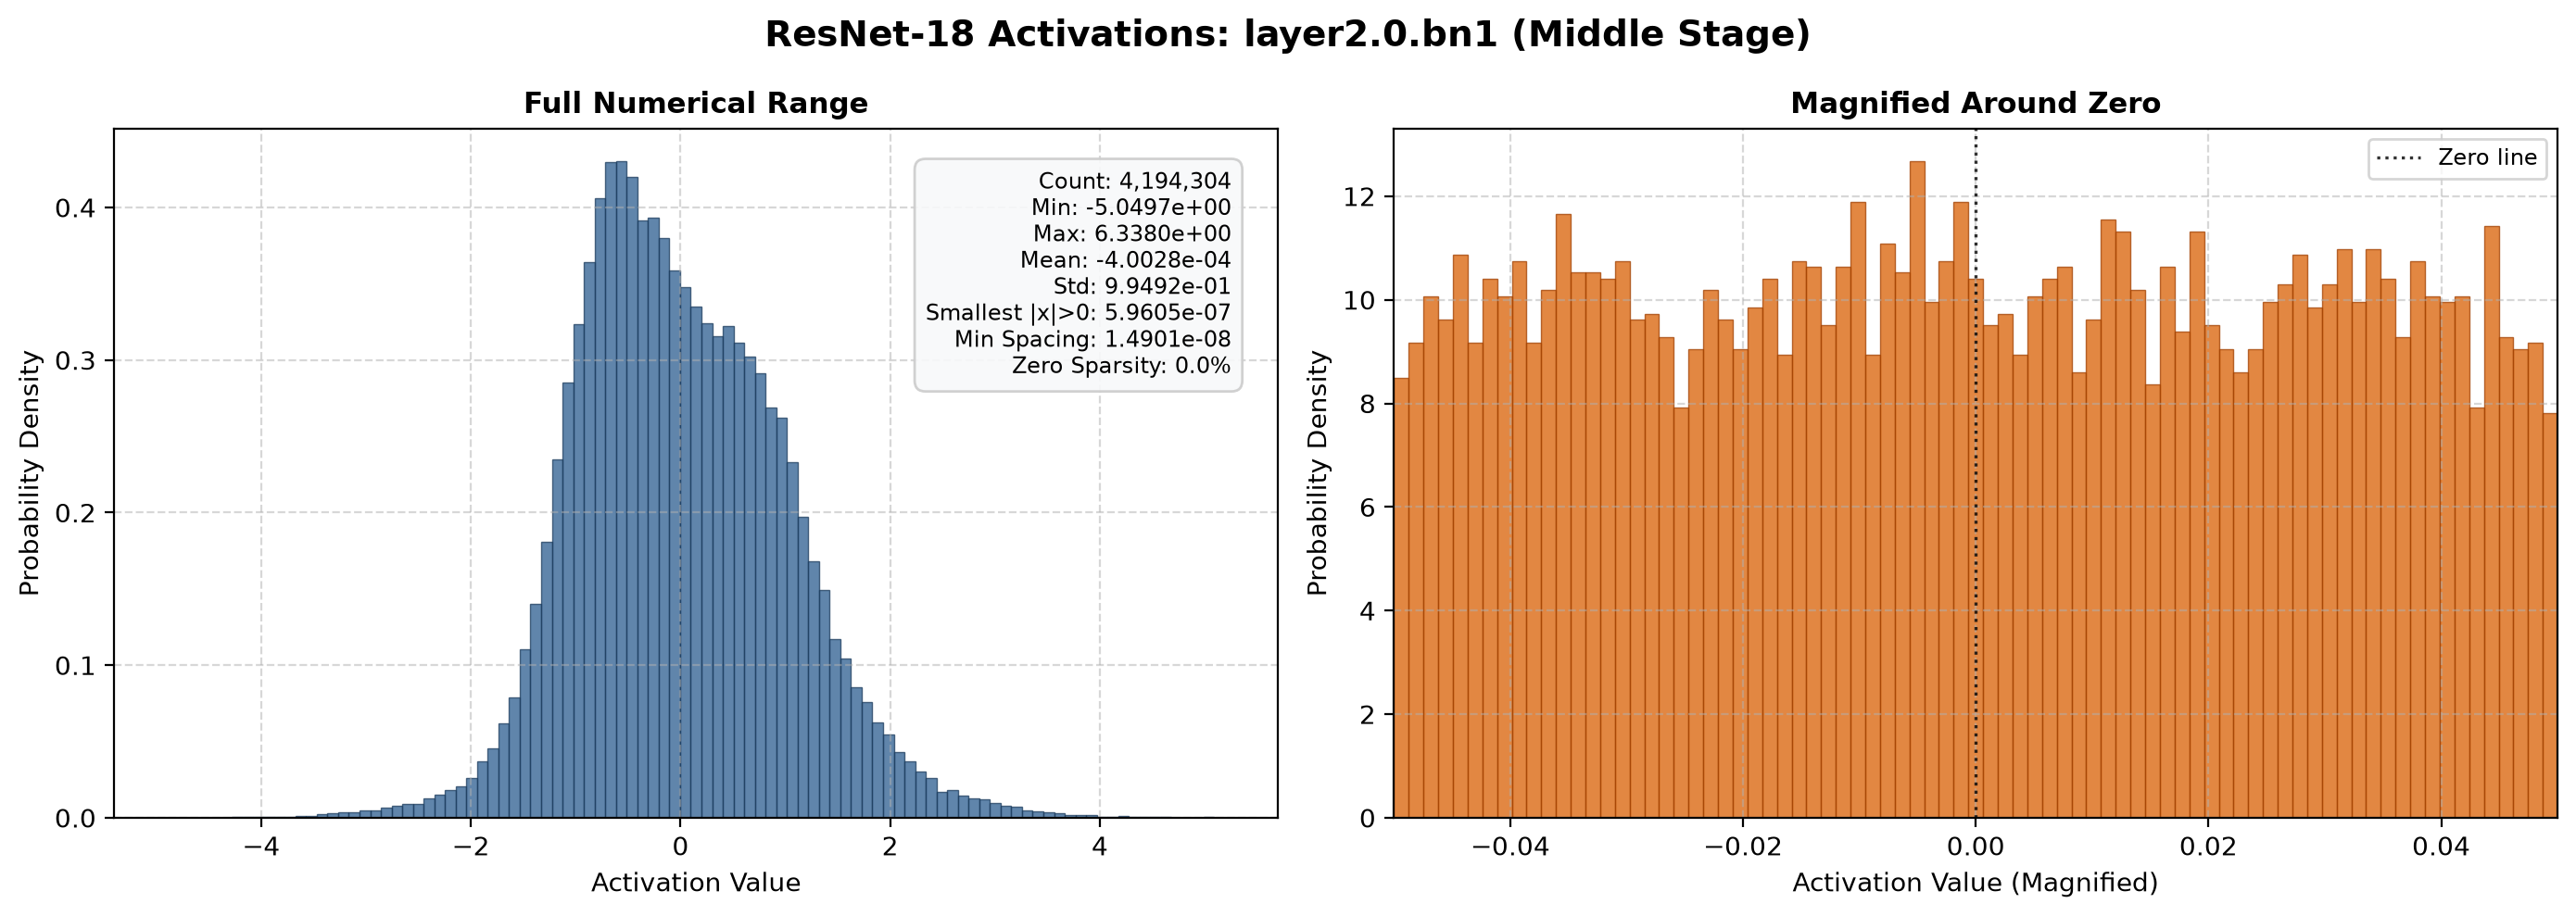 ResNet-18 Activations: layer2.0.bn1 (Middle Stage)
Full Numerical Range
Probability Density
0.4
0.3
0.2
0.1
0.0
Count: 4,194,304
Min: -5.0497e+00
Max: 6.3380e+00
Mean: -4.0028e-04
Std: 9.9492e-01
Smallest |x|>0: 5.9605e-07
Min Spacing: 1.4901e-08
Zero Sparsity: 0.0%
−4 −2 0 2 4
Activation Value
Magnified Around Zero
Probability Density
12
10
8
6
4
2
0
Zero line
−0.04 −0.02 0.00 0.02 0.04
Activation Value (Magnified)